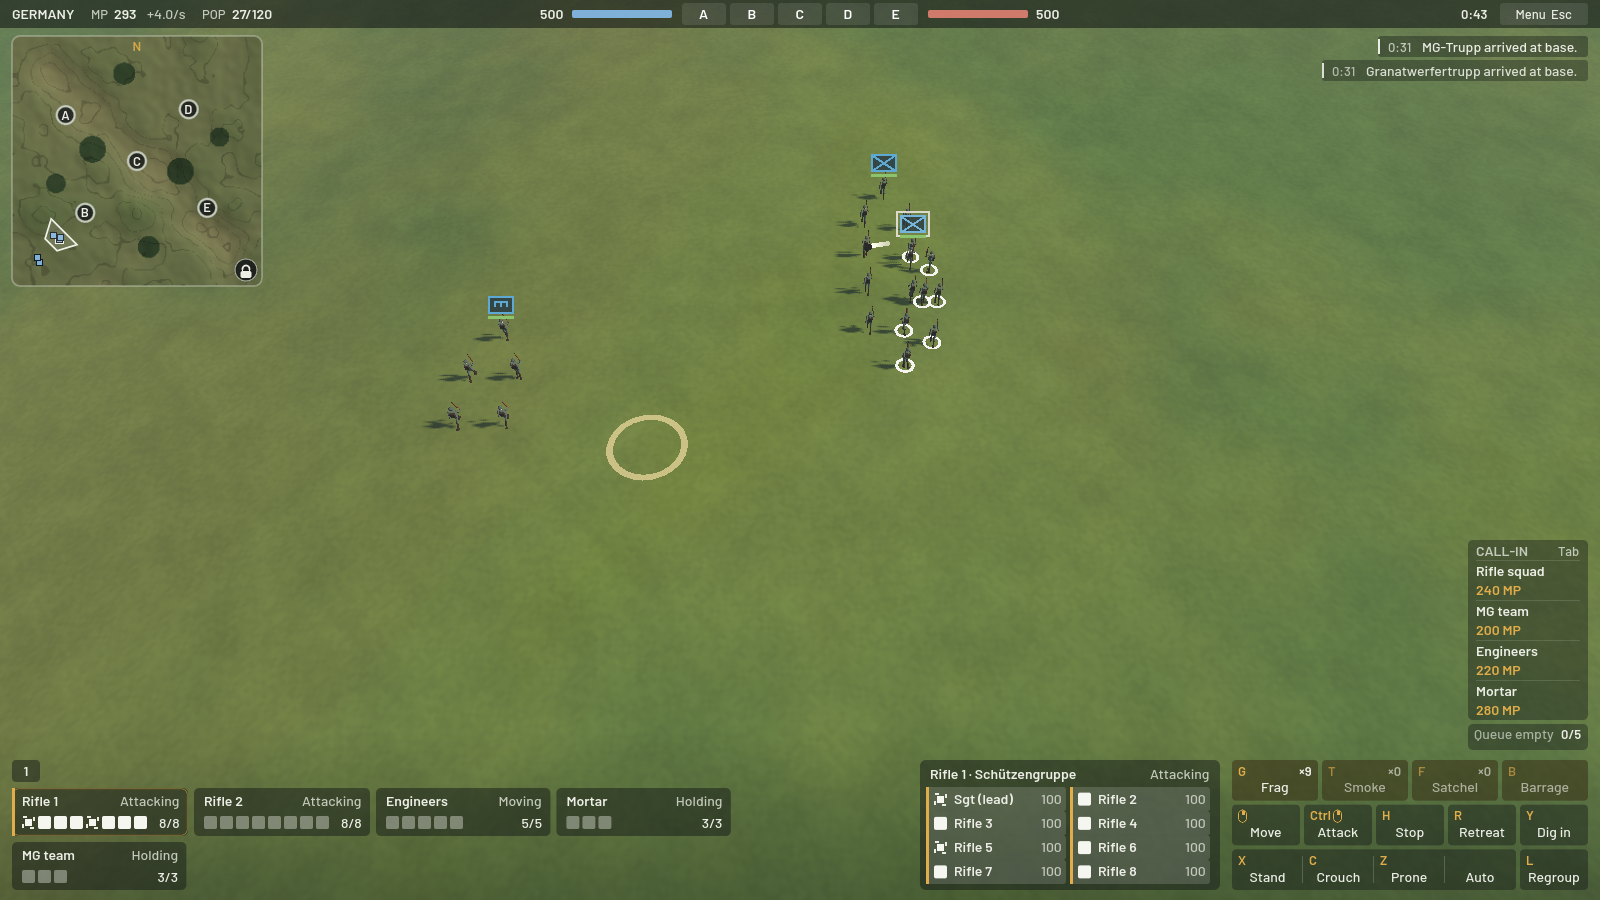 GERMANY MP 293 +4.0/s POP 27/120
500 A B C D E 500
0:43 Menu Esc
0:31 MG-Trupp arrived at base.
0:31 Granatwerfertrupp arrived at base.
N
A
D
C
B
E
CALL-IN Tab
Rifle squad
240 MP
MG team
200 MP
Engineers
220 MP
Mortar
280 MP
Queue empty 0/5
1
Rifle 1 Attacking
8/8
Rifle 2 Attacking
8/8
Engineers Moving
5/5
Mortar Holding
3/3
MG team Holding
3/3
Rifle 1 · Schützengruppe Attacking
Sgt (lead) 100 Rifle 2 100
Rifle 3 100 Rifle 4 100
Rifle 5 100 Rifle 6 100
Rifle 7 100 Rifle 8 100
G ×9 T ×0 F ×0 B
Frag Smoke Satchel Barrage
Ctrl H R Y
Move Attack Stop Retreat Dig in
X C Z L
Stand Crouch Prone Auto Regroup